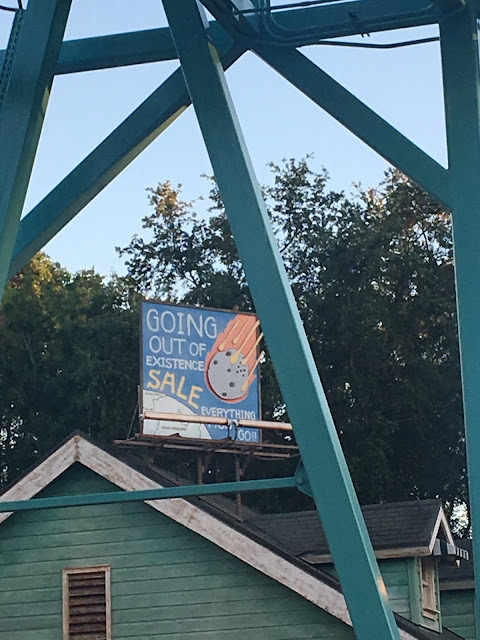 GOING
OUT OF
EXISTENCE
SALE
EVERYTHING
GO!!